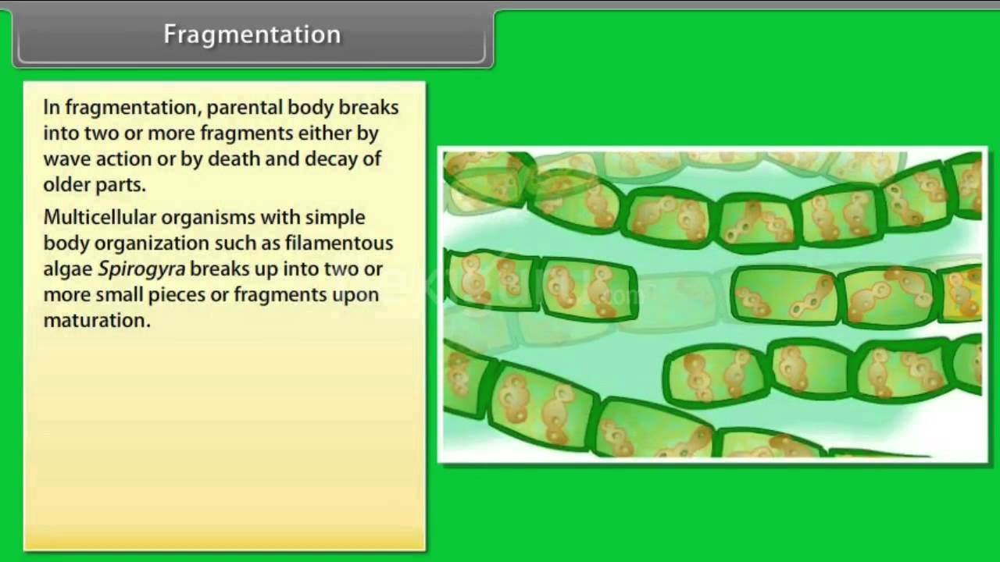 Fragmentation
In fragmentation, parental body breaks
into two or more fragments either by
wave action or by death and decay of
older parts.
Multicellular organisms with simple
body organization such as filamentous
algae Spirogyra breaks up into two or
more small pieces or fragments upon
maturation.
.com